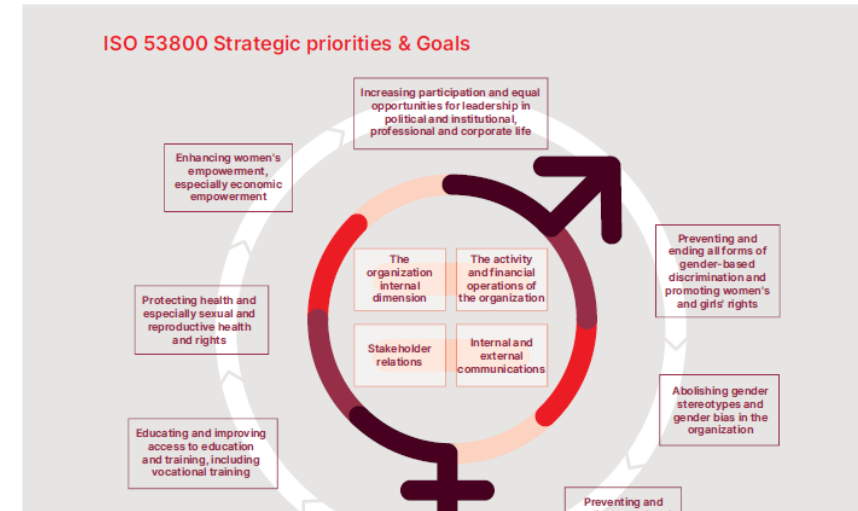 ISO 53800 Strategic priorities & Goals
Increasing participation and equal
opportunities for leadership in
political and institutional,
professional and corporate life
Enhancing women's
empowerment,
especially economic
empowerment
Preventing and
ending all forms of
gender-based
discrimination and
promoting women's
and girls' rights
The
organization
internal
dimension
The activity
and financial
operations of
the organization
Protecting health and
especially sexual and
reproductive health
and rights
Stakeholder
relations
Internal and
external
communications
Abolishing gender
stereotypes and
gender bias in the
organization
Educating and improving
access to education
and training, including
vocational training
Preventing and